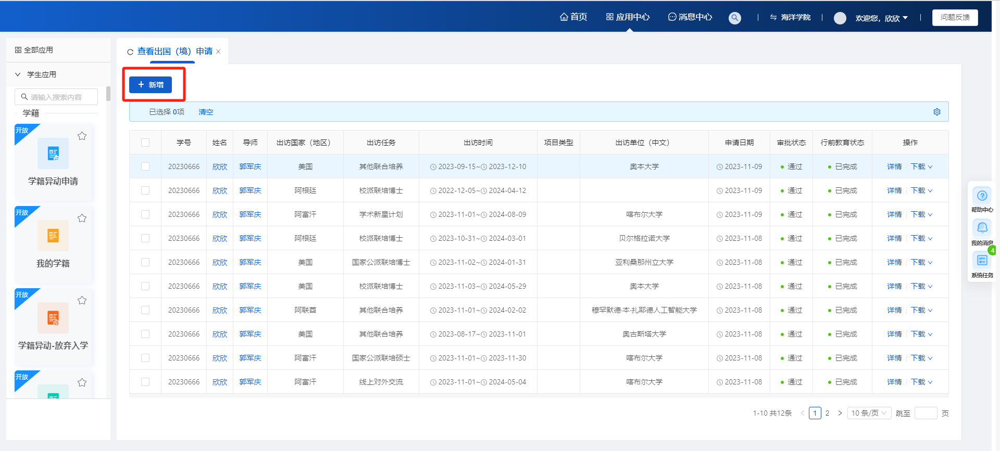 首页 应用中心 消息中心 海洋学院 欢迎您，欣欣 问题反馈
全部应用
学生应用
请输入搜索内容
学籍
开放
学籍异动申请
开放
我的学籍
开放
学籍异动-放弃入学
开放
查看出国（境）申请
+ 新增
已选择 0项 清空
学号 姓名 导师 出访国家（地区） 出访任务 出访时间 项目类型 出访单位（中文） 申请日期 审批状态 行前教育状态 操作
20230666 欣欣 郭军庆 美国 其他联合培养 2023-09-15~ 2023-12-10 奥本大学 2023-11-09 通过 已完成 详情 下载
20230666 欣欣 郭军庆 阿根廷 校派联培博士 2022-12-05~ 2024-04-12 2023-11-09 通过 已完成 详情 下载
20230666 欣欣 郭军庆 阿富汗 学术新星计划 2023-11-01~ 2024-08-09 喀布尔大学 2023-11-09 通过 已完成 详情 下载
20230666 欣欣 郭军庆 阿根廷 校派联培博士 2023-10-31~ 2024-03-01 贝尔格拉诺大学 2023-11-08 通过 已完成 详情 下载
20230666 欣欣 郭军庆 美国 国家公派联培博士 2023-11-02~ 2024-01-31 亚利桑那州立大学 2023-11-08 通过 已完成 详情 下载
20230666 欣欣 郭军庆 美国 校派联培博士 2023-11-03~ 2024-05-29 奥本大学 2023-11-08 通过 已完成 详情 下载
20230666 欣欣 郭军庆 阿联酋 其他联合培养 2023-11-01~ 2024-02-02 穆罕默德·本·扎耶德人工智能大学 2023-11-08 通过 已完成 详情 下载
20230666 欣欣 郭军庆 美国 其他联合培养 2023-08-17~ 2023-11-01 奥古斯塔大学 2023-11-08 通过 已完成 详情 下载
20230666 欣欣 郭军庆 阿富汗 国家公派联培硕士 2023-11-01~ 2023-11-30 喀布尔大学 2023-11-08 通过 已完成 详情 下载
20230666 欣欣 郭军庆 阿富汗 线上对外交流 2023-11-01~ 2024-05-04 喀布尔大学 2023-11-08 通过 已完成 详情 下载
1-10 共12条 < 1 2 > 10 条/页 跳至 页
帮助中心
我的消息
4
系统任务